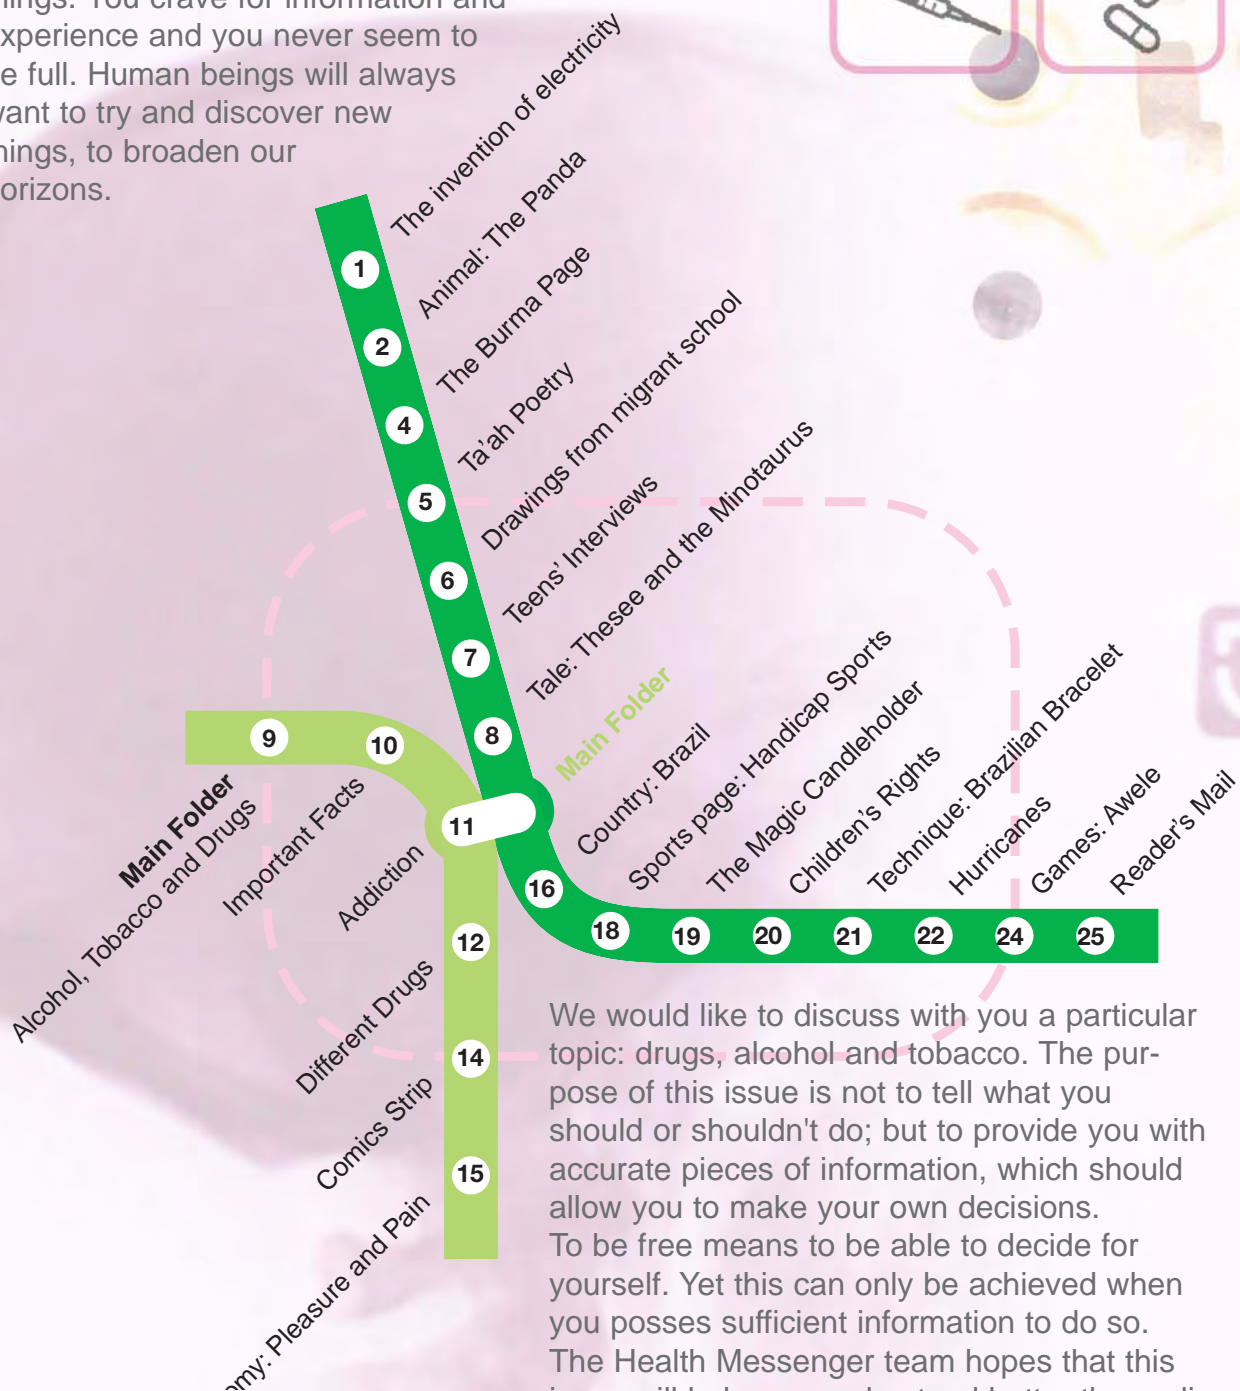 xperience and you never seem to
e full. Human beings will always
ant to try and discover new
hings, to broaden our
orizons.
The invention of electricity
1
Animal: The Panda
2
The Burma Page
4
Ta'ah Poetry
5
Drawings from migrant school
6
Teens' Interviews
7
Tale: Thesee and the Minotaurus
8
Main Folder
9
Main Folder
Alcohol, Tobacco and Drugs
10
Important Facts
11
Addiction
12
Different Drugs
14
Comics Strip
15
omy: Pleasure and Pain
16
Country: Brazil
18
Sports page: Handicap Sports
19
The Magic Candleholder
20
Children's Rights
21
Technique: Brazilian Bracelet
22
Hurricanes
24
Games: Awele
25
Reader's Mail
We would like to discuss with you a particular
topic: drugs, alcohol and tobacco. The pur-
pose of this issue is not to tell what you
should or shouldn't do; but to provide you with
accurate pieces of information, which should
allow you to make your own decisions.
To be free means to be able to decide for
yourself. Yet this can only be achieved when
you posses sufficient information to do so.
The Health Messenger team hopes that this